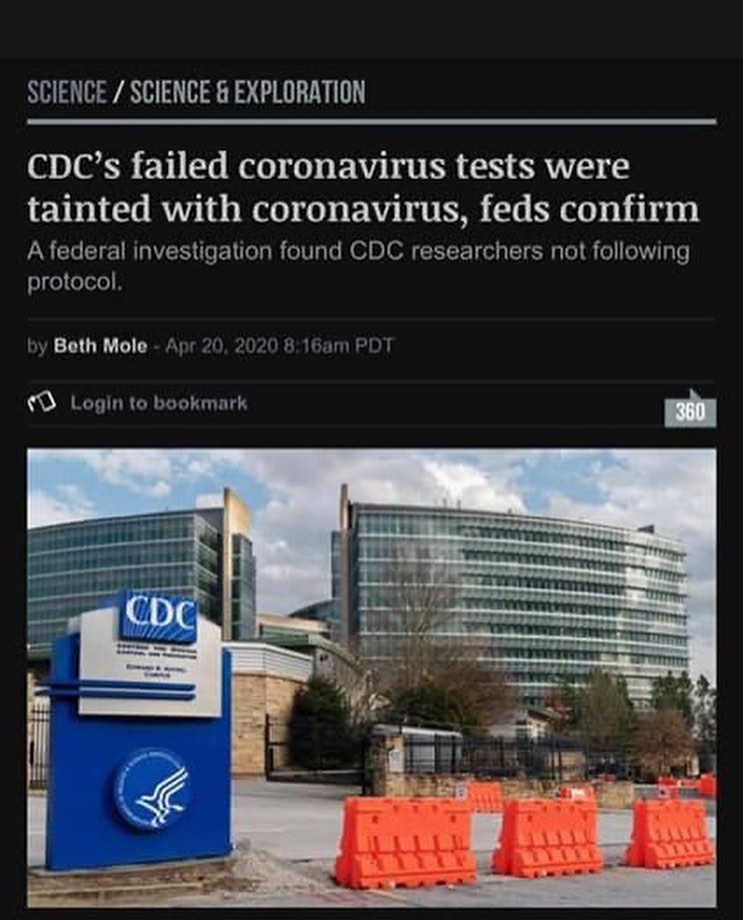 SCIENCE / SCIENCE & EXPLORATION
CDC's failed coronavirus tests were
tainted with coronavirus, feds confirm
A federal investigation found CDC researchers not following
protocol.
by Beth Mole - Apr 20, 2020 8:16am PDT
Login to bookmark
360
CDC